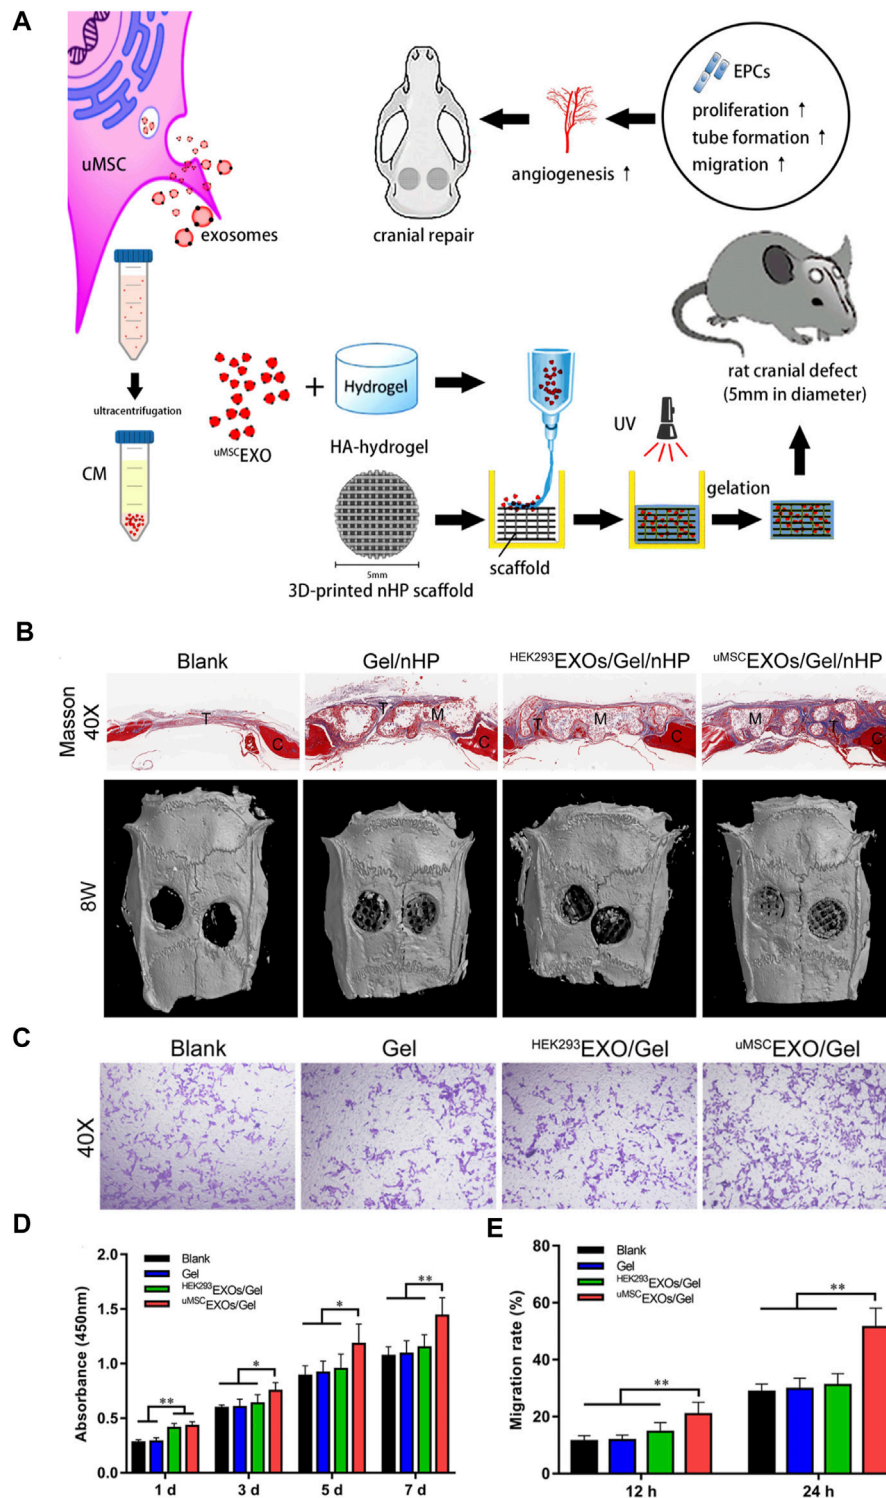 A
uMSC
exosomes
cranial repair
angiogenesis ↑
EPCs
proliferation ↑
tube formation ↑
migration ↑
ultracentrifugation
CM
uMSCEXO
+
Hydrogel
HA-hydrogel
5mm
3D-printed nHP scaffold
scaffold
UV
gelation
rat cranial defect
(5mm in diameter)
B
Blank
Gel/nHP
HEK293EXOs/Gel/nHP
uMSCEXOs/Gel/nHP
Masson
40X
T
C
T
M
C
T
M
C
M
T
C
8W
C
Blank
Gel
HEK293EXO/Gel
uMSCEXO/Gel
40X
D
Absorbance (450nm)
2.0
1.5
1.0
0.5
0.0
Blank
Gel
HEK293EXOs/Gel
uMSCEXOs/Gel
**
*
*
**
1 d
3 d
5 d
7 d
E
Migration rate (%)
80
60
40
20
0
Blank
Gel
HEK293EXOs/Gel
uMSCEXOs/Gel
**
**
12 h
24 h